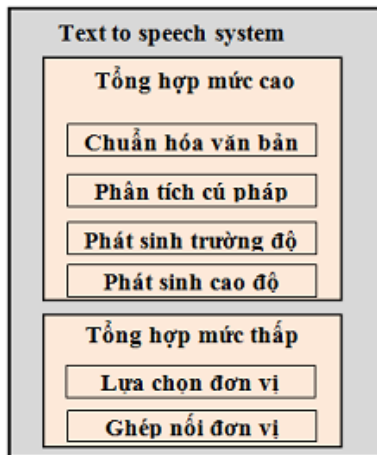 Text to speech system
Tổng hợp mức cao
Chuẩn hóa văn bản
Phân tích cú pháp
Phát sinh trường độ
Phát sinh cao độ
Tổng hợp mức thấp
Lựa chọn đơn vị
Ghép nối đơn vị